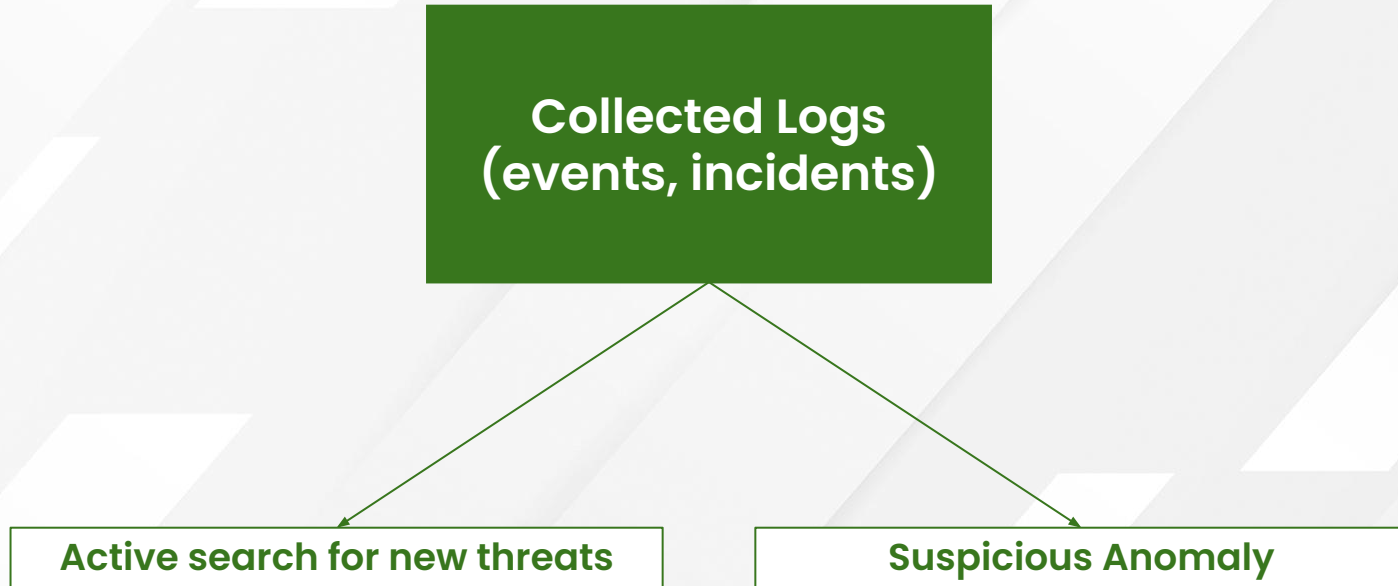 Collected Logs
(events, incidents)
Active search for new threats
Suspicious Anomaly